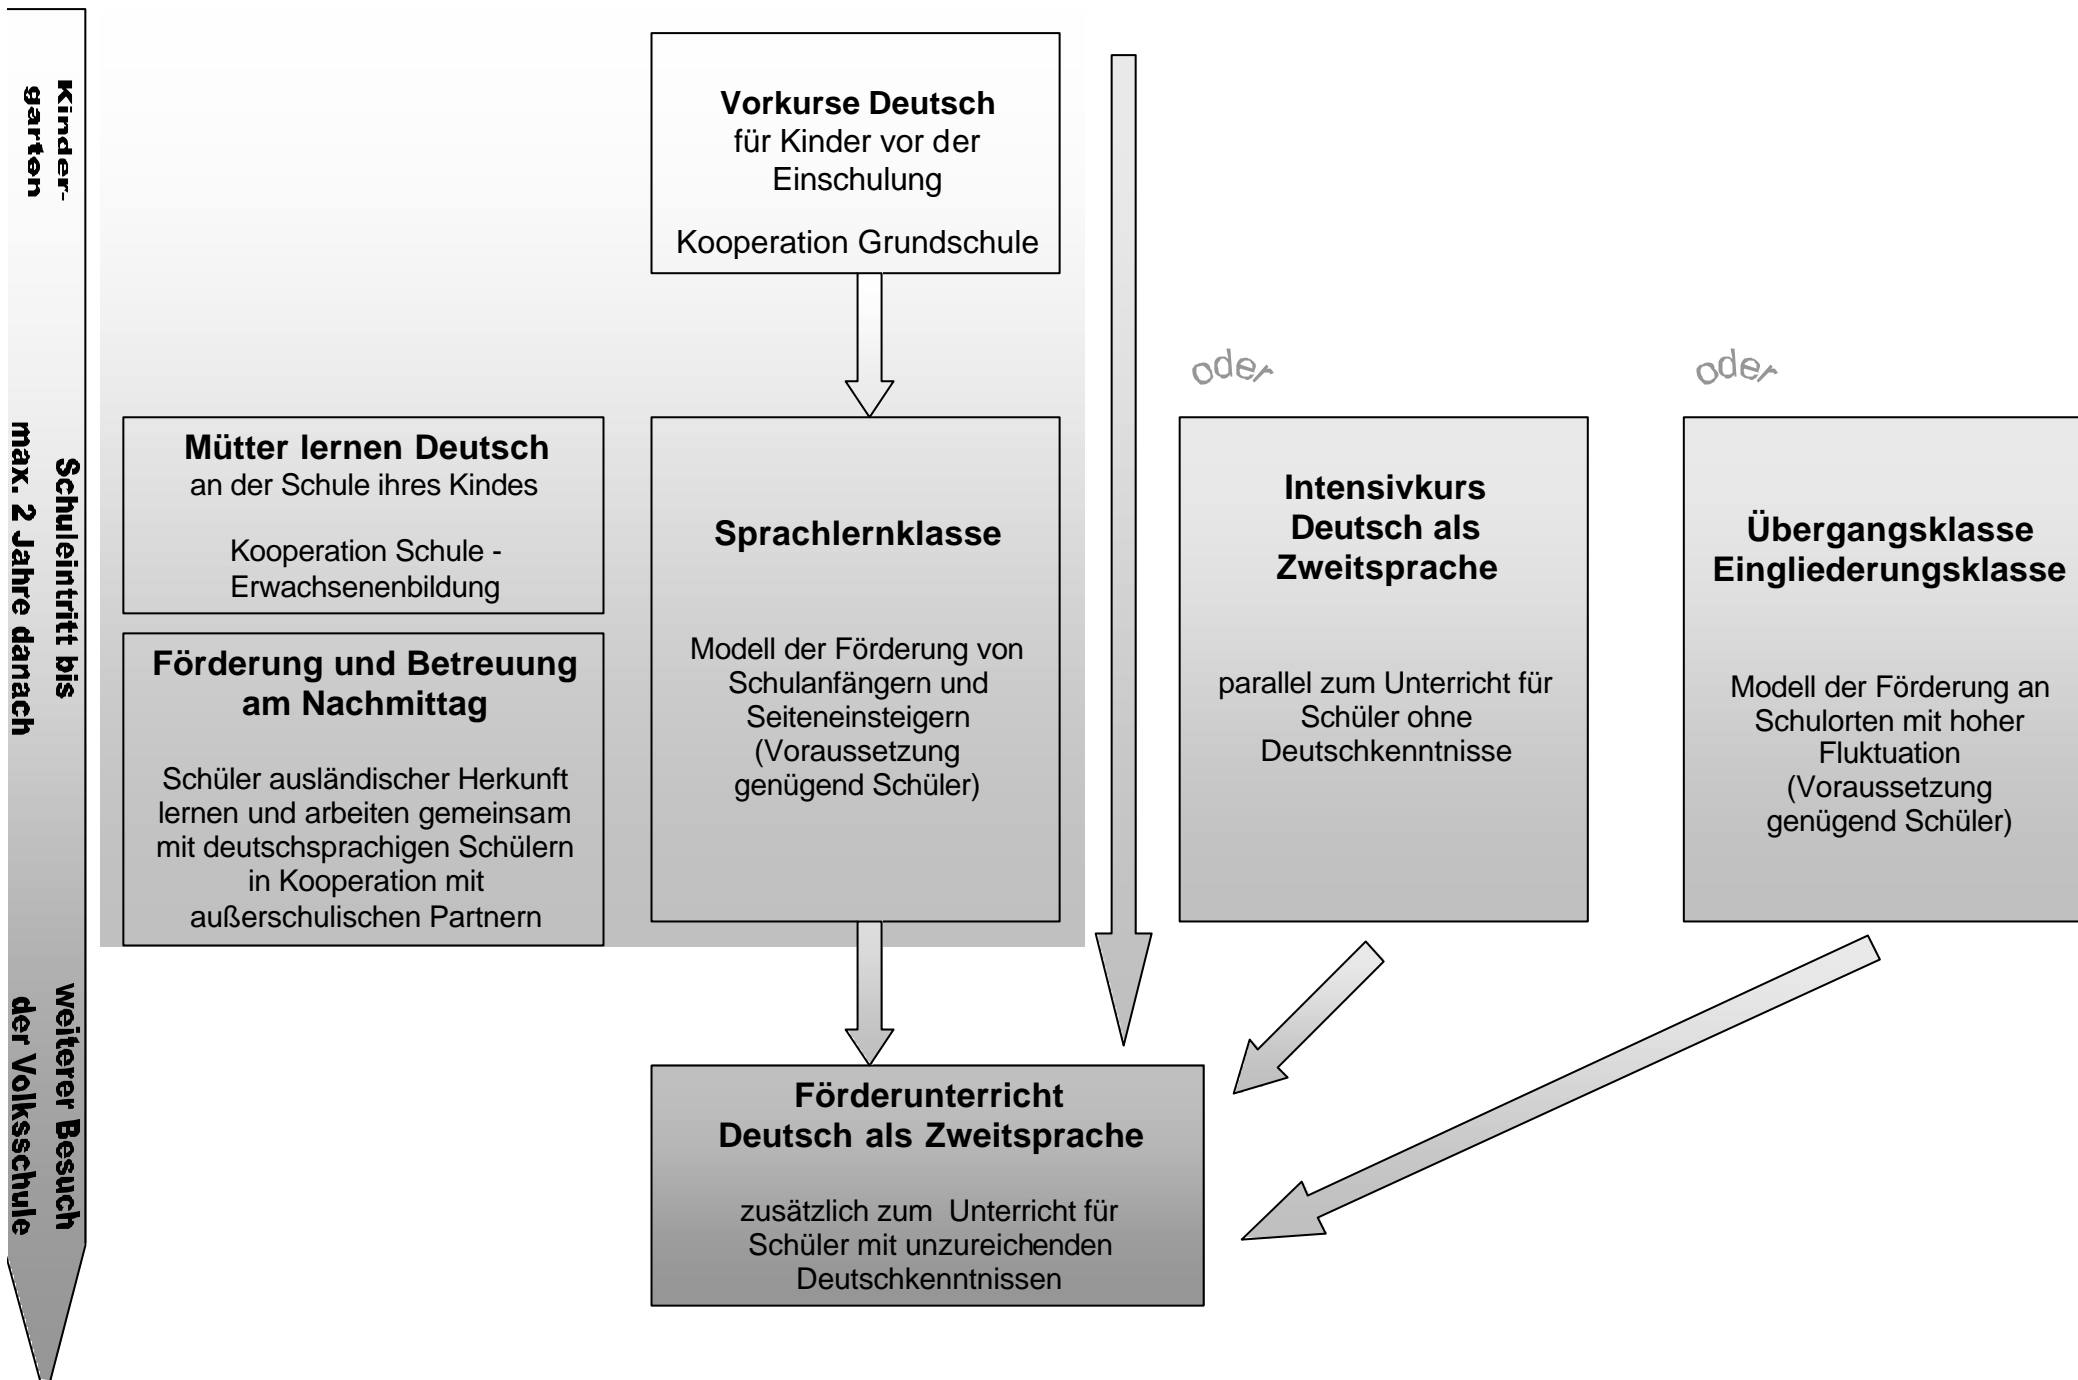 Kinder-
garten
Schuleintritt bis
max. 2 Jahre danach
weiterer Besuch
der Volksschule
Vorkurse Deutsch
für Kinder vor der
Einschulung
Kooperation Grundschule
Mütter lernen Deutsch
an der Schule ihres Kindes
Kooperation Schule -
Erwachsenenbildung
Förderung und Betreuung
am Nachmittag
Schüler ausländischer Herkunft
lernen und arbeiten gemeinsam
mit deutschsprachigen Schülern
in Kooperation mit
außerschulischen Partnern
Sprachlernklasse
Modell der Förderung von
Schulanfängern und
Seiteneinsteigern
(Voraussetzung
genügend Schüler)
oder
Intensivkurs
Deutsch als
Zweitsprache
parallel zum Unterricht für
Schüler ohne
Deutschkenntnisse
oder
Übergangsklasse
Eingliederungsklasse
Modell der Förderung an
Schulorten mit hoher
Fluktuation
(Voraussetzung
genügend Schüler)
Förderunterricht
Deutsch als Zweitsprache
zusätzlich zum Unterricht für
Schüler mit unzureichenden
Deutschkenntnissen